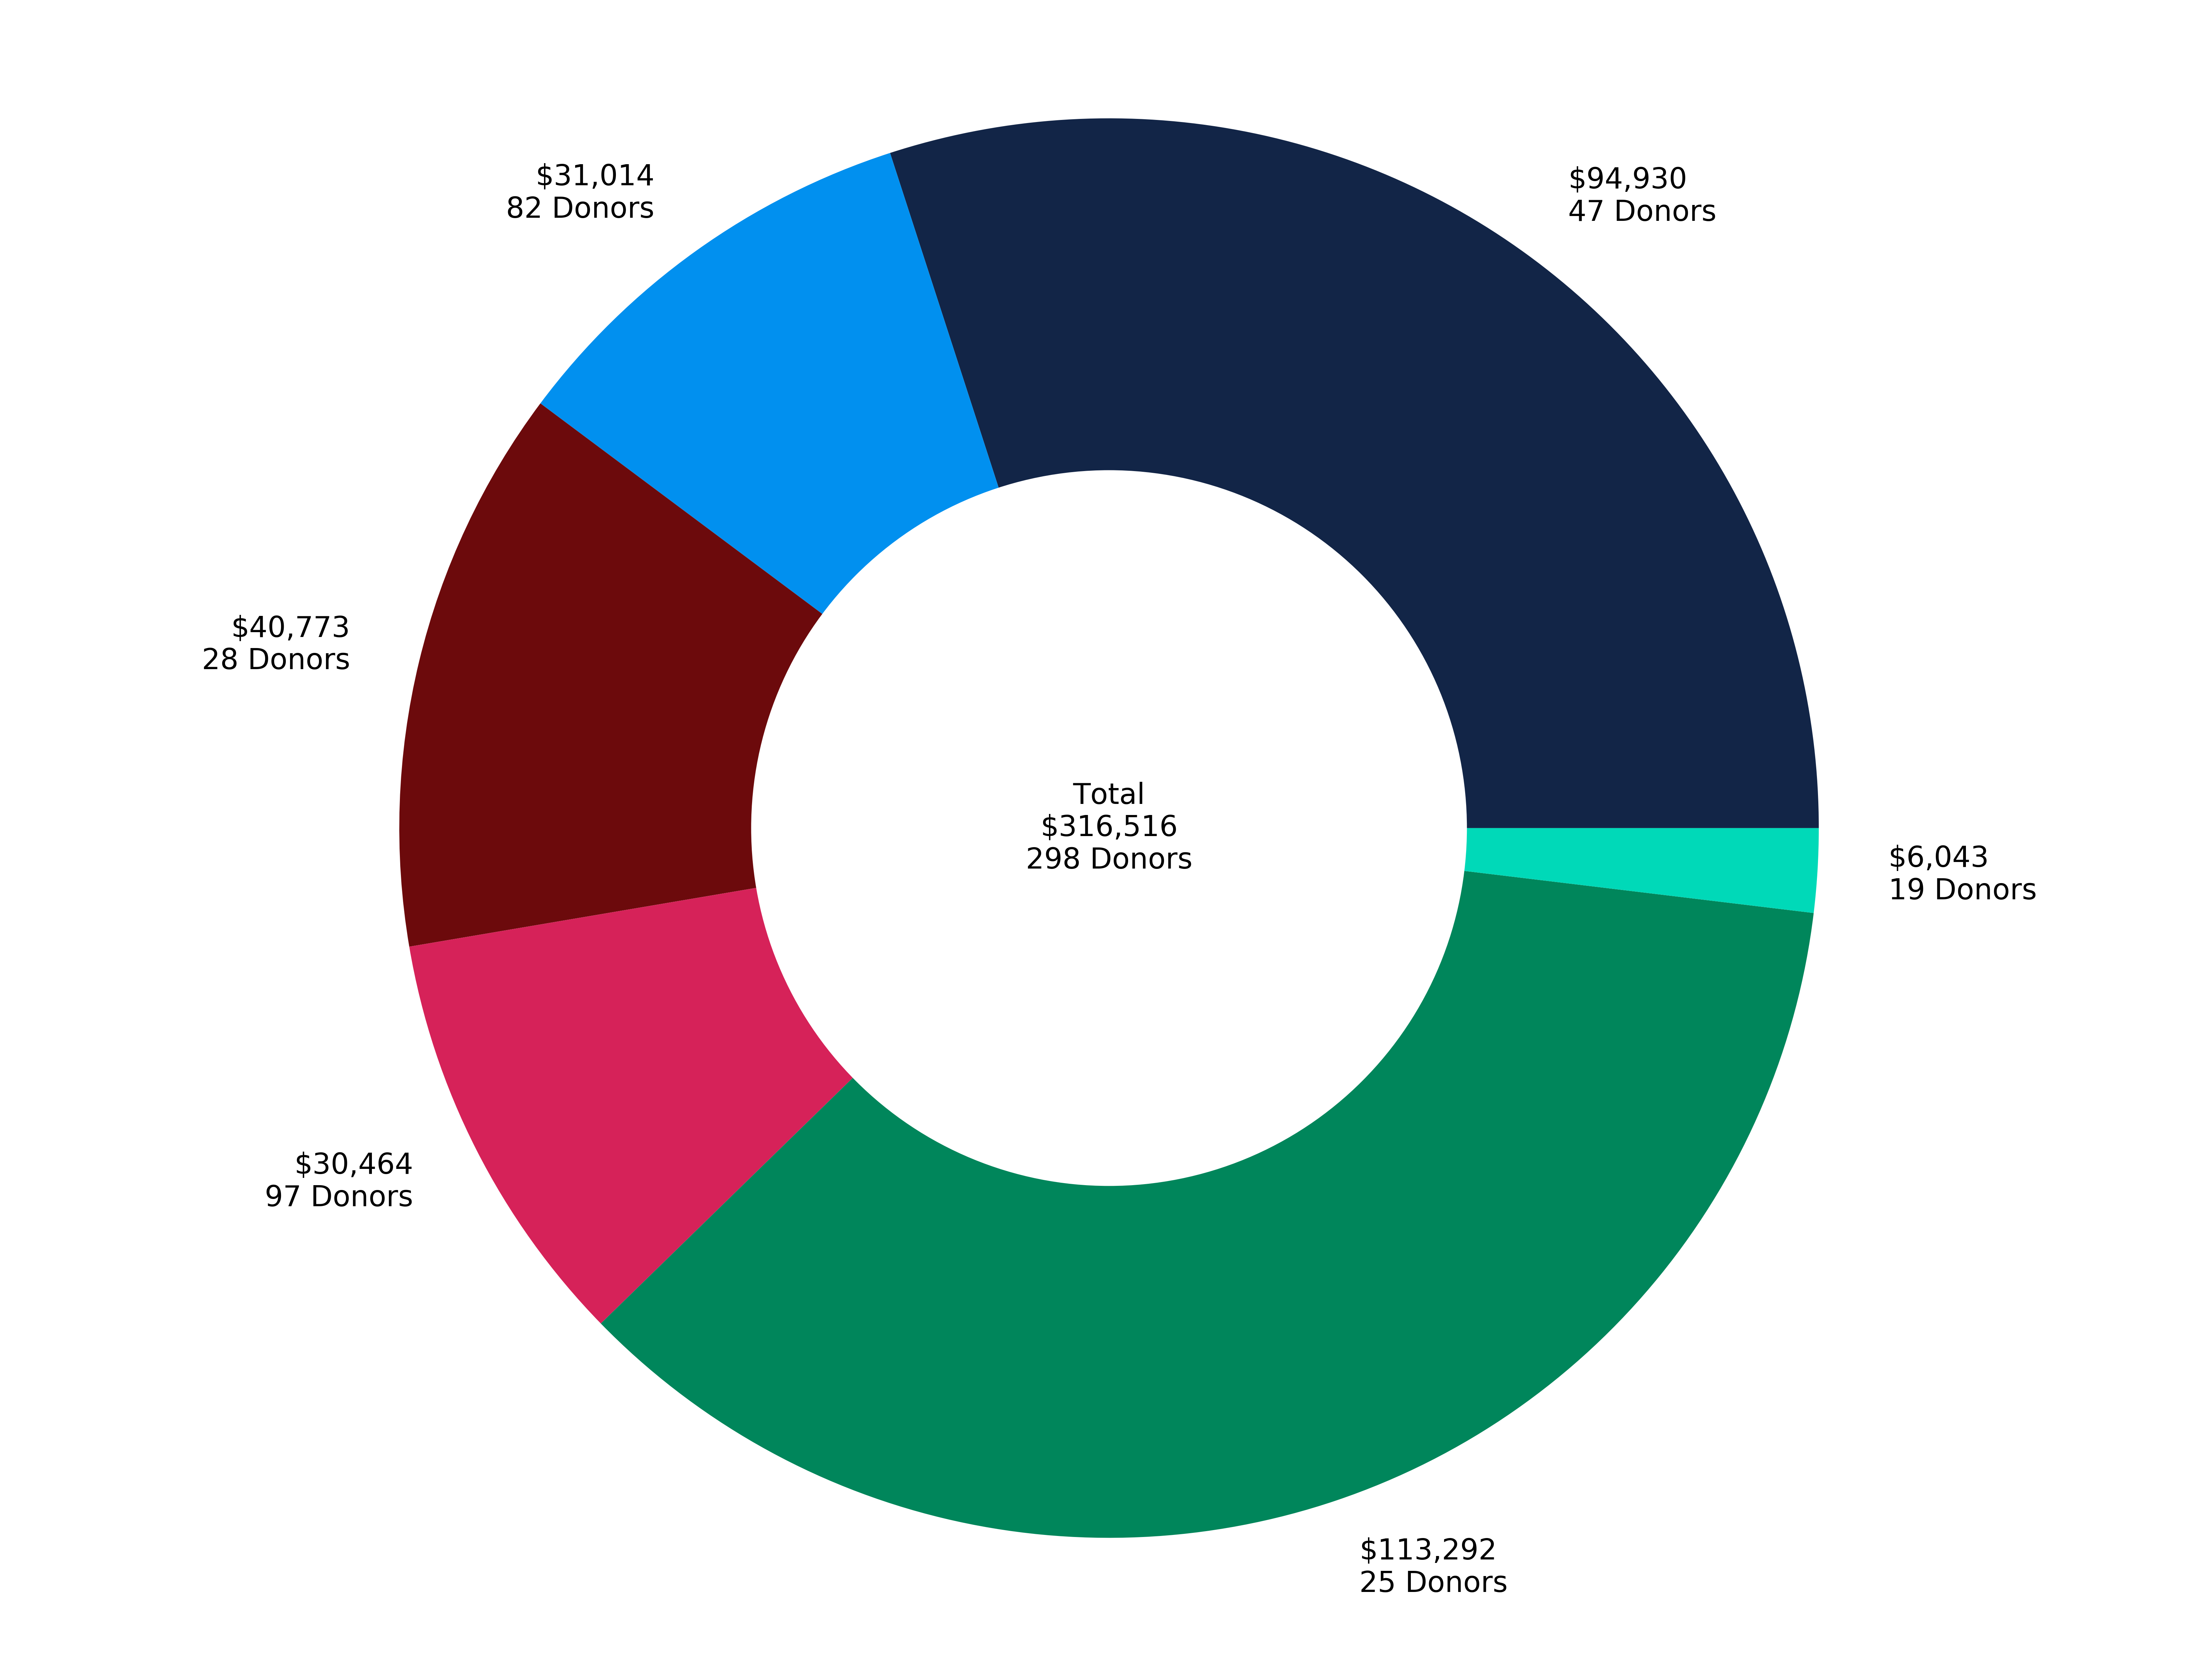 $31,014
82 Donors
$94,930
47 Donors
$40,773
28 Donors
Total
$316,516
298 Donors
$6,043
19 Donors
$30,464
97 Donors
$113,292
25 Donors